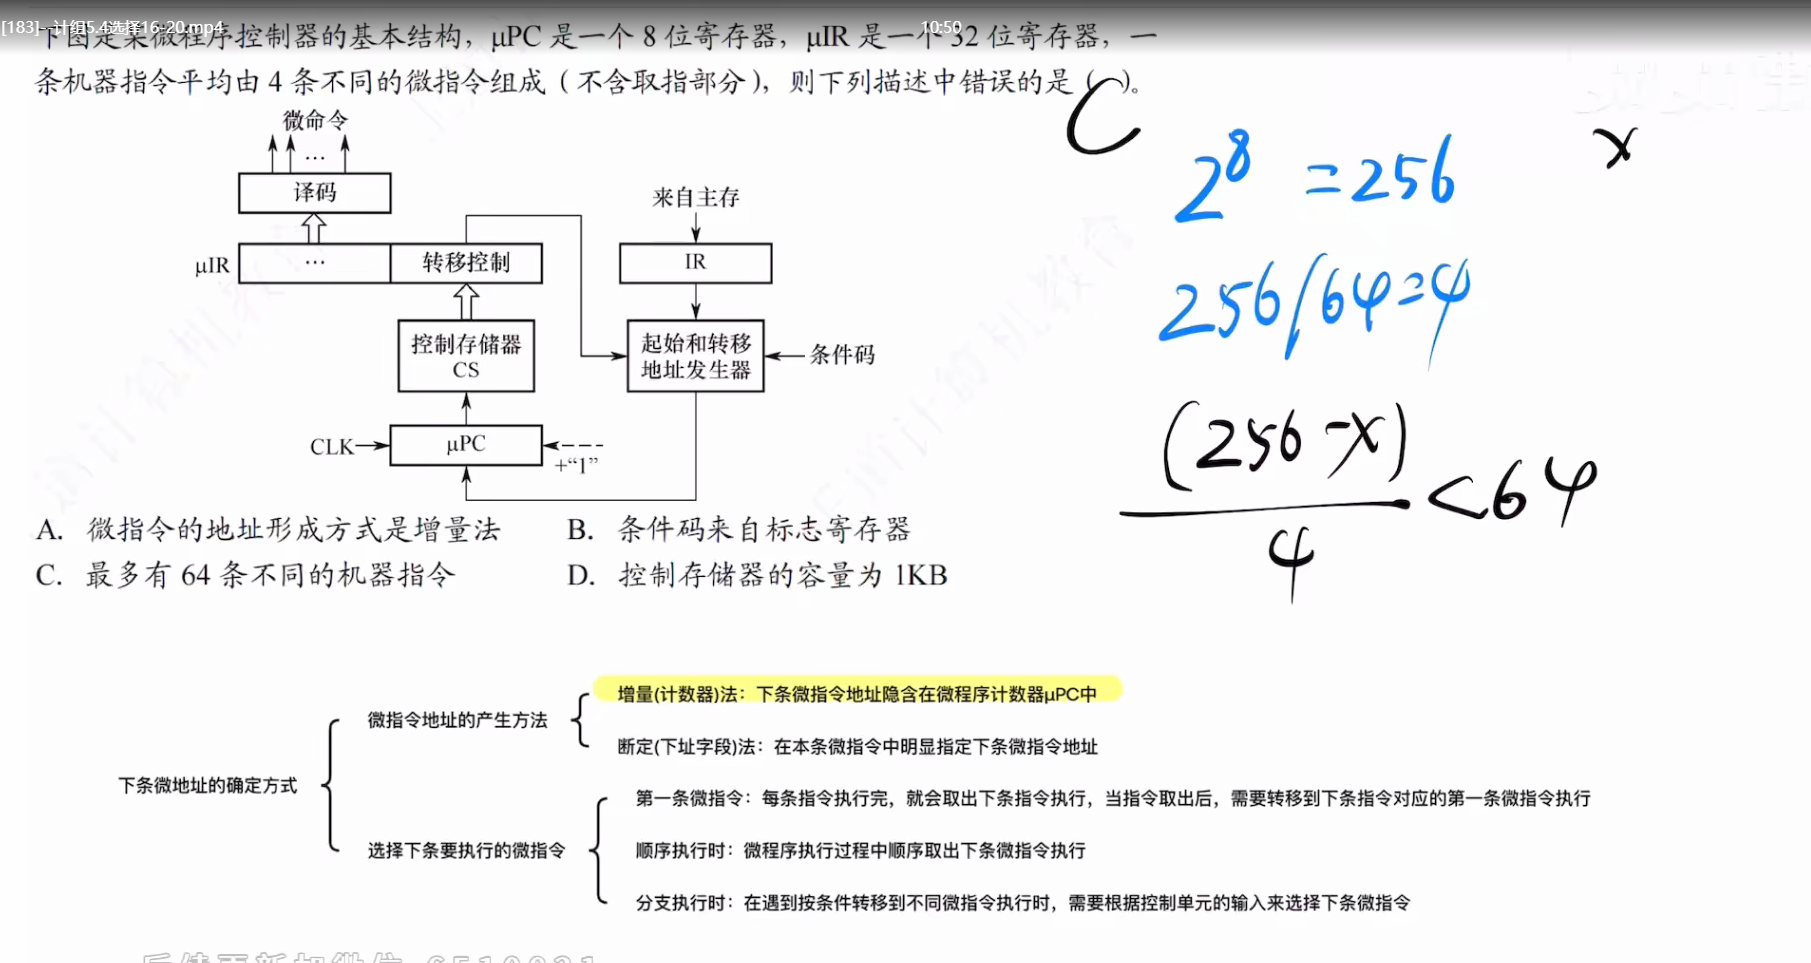 [183]--计组5.4选择16-20.mp4
10:50
下图是某微程序控制器的基本结构，μPC 是一个 8 位寄存器，μIR 是一个 32 位寄存器，一
条机器指令平均由 4 条不同的微指令组成（不含取指部分），则下列描述中错误的是（ ）。
C
2⁸ =256
x
256/64=4
(256-x)
4
<64
微命令
…
译码
来自主存
μIR
…
转移控制
IR
控制存储器
CS
起始和转移
地址发生器
条件码
CLK
μPC
+“1”
A. 微指令的地址形成方式是增量法
B. 条件码来自标志寄存器
C. 最多有 64 条不同的机器指令
D. 控制存储器的容量为 1KB
增量(计数器)法：下条微指令地址隐含在微程序计数器μPC中
微指令地址的产生方法
断定(下址字段)法：在本条微指令中明显指定下条微指令地址
下条微地址的确定方式
第一条微指令：每条指令执行完，就会取出下条指令执行，当指令取出后，需要转移到下条指令对应的第一条微指令执行
选择下条要执行的微指令
顺序执行时：微程序执行过程中顺序取出下条微指令执行
分支执行时：在遇到按条件转移到不同微指令执行时，需要根据控制单元的输入来选择下条微指令